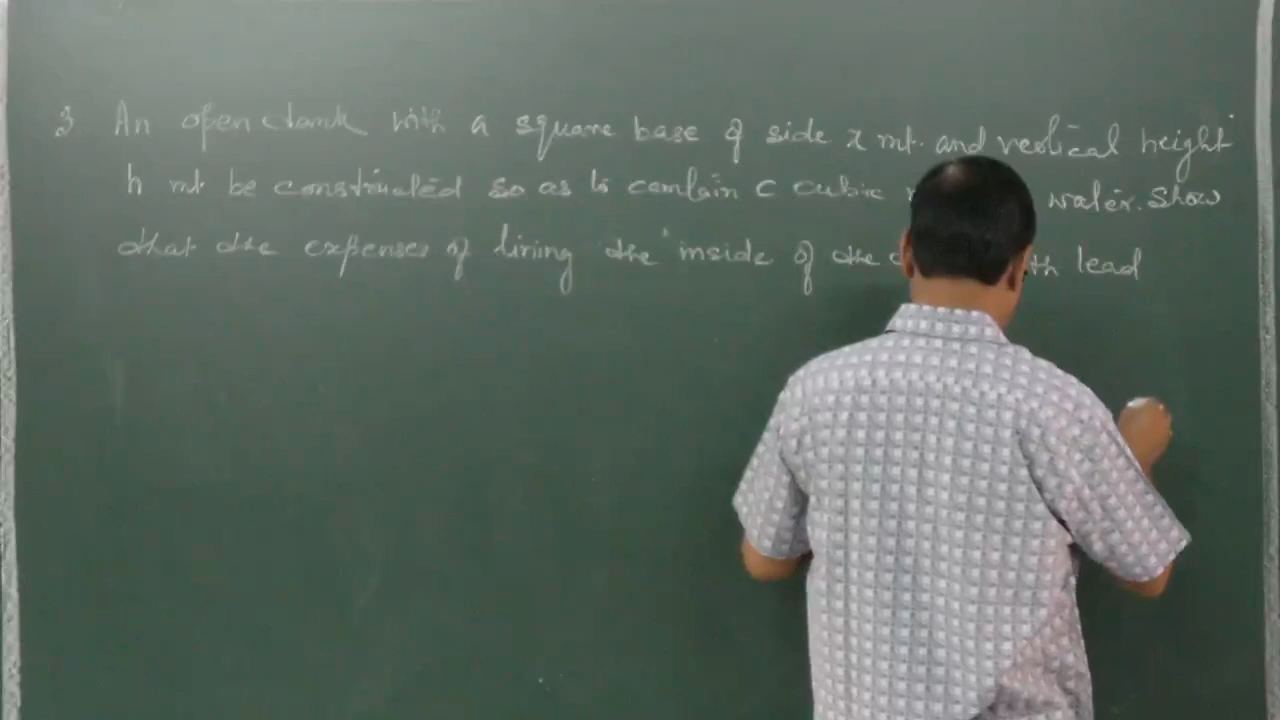 3 An open tank with a square base of side x mt. and vertical height
h mt. be constructed so as to contain c cubic water. Show
that the expenses of lining the inside of the th lead